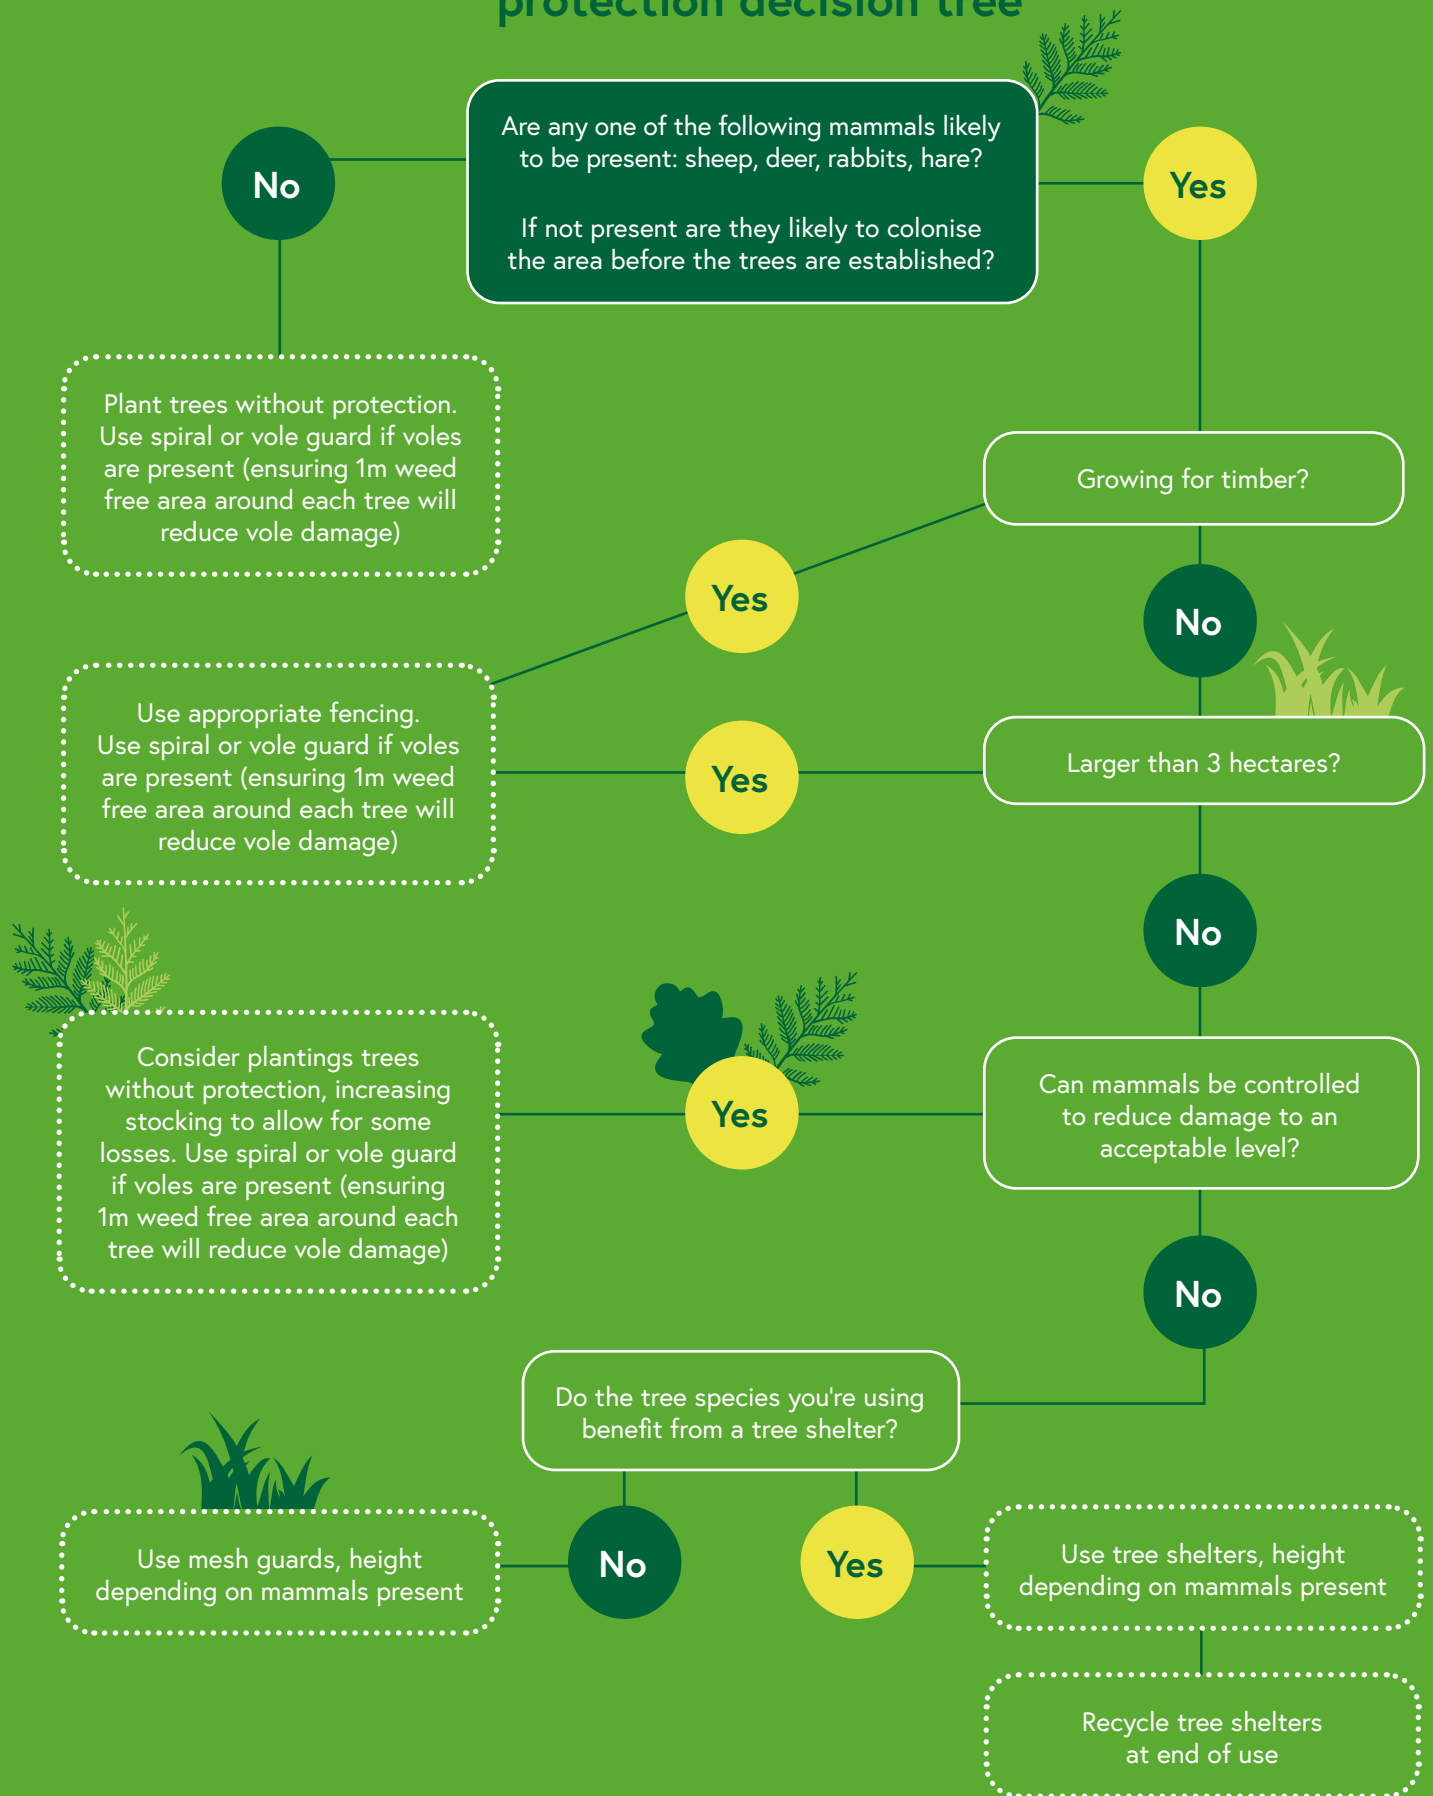 protection decision tree
Are any one of the following mammals likely
to be present: sheep, deer, rabbits, hare?
If not present are they likely to colonise
the area before the trees are established?
No
Yes
Plant trees without protection.
Use spiral or vole guard if voles
are present (ensuring 1m weed
free area around each tree will
reduce vole damage)
Growing for timber?
Yes
No
Use appropriate fencing.
Use spiral or vole guard if voles
are present (ensuring 1m weed
free area around each tree will
reduce vole damage)
Yes
Larger than 3 hectares?
No
Consider plantings trees
without protection, increasing
stocking to allow for some
losses. Use spiral or vole guard
if voles are present (ensuring
1m weed free area around each
tree will reduce vole damage)
Yes
Can mammals be controlled
to reduce damage to an
acceptable level?
No
Do the tree species you're using
benefit from a tree shelter?
Use mesh guards, height
depending on mammals present
No
Yes
Use tree shelters, height
depending on mammals present
Recycle tree shelters
at end of use